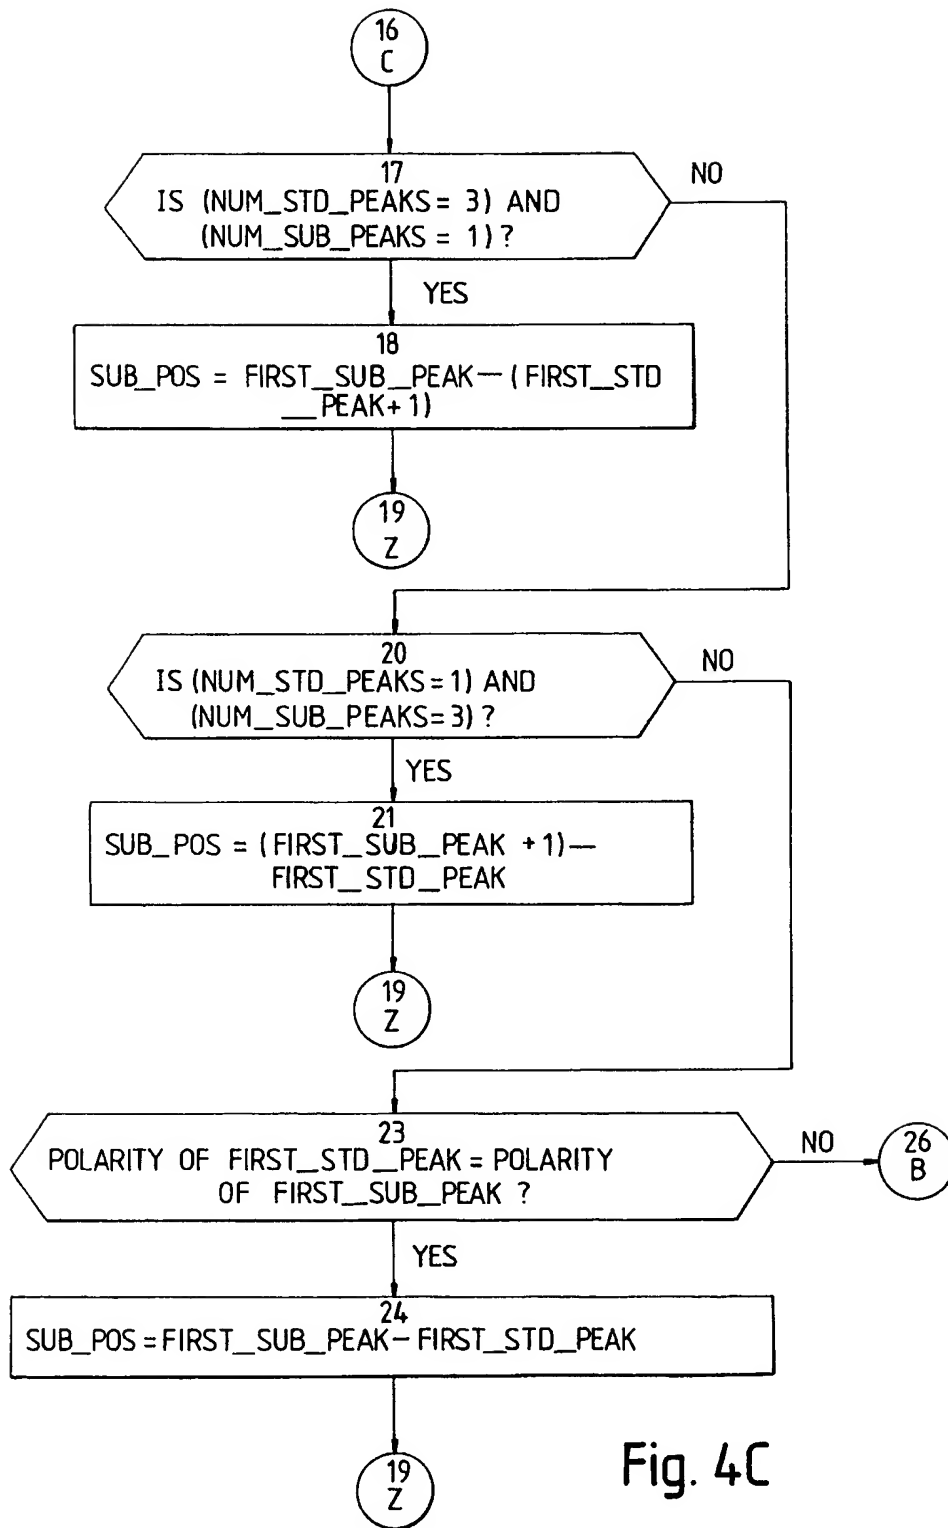 16
C
17
IS (NUM_STD_PEAKS = 3) AND
(NUM_SUB_PEAKS = 1) ?
NO
YES
18
SUB_POS = FIRST_SUB_PEAK — (FIRST_STD
_PEAK+1)
19
Z
20
IS (NUM_STD_PEAKS=1) AND
(NUM_SUB_PEAKS=3) ?
NO
YES
21
SUB_POS = (FIRST_SUB_PEAK +1) —
FIRST_STD_PEAK
19
Z
23
POLARITY OF FIRST_STD_PEAK = POLARITY
OF FIRST_SUB_PEAK ?
NO
26
B
YES
24
SUB_POS = FIRST_SUB_PEAK — FIRST_STD_PEAK
19
Z
Fig. 4C